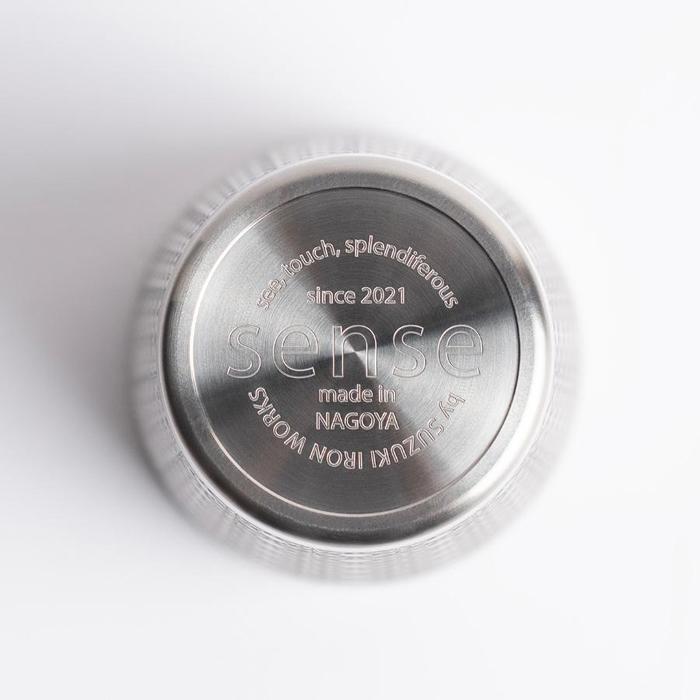 see, touch, splendiferous
since 2021
sense
made in
NAGOYA
by SUZUKI IRON WORKS